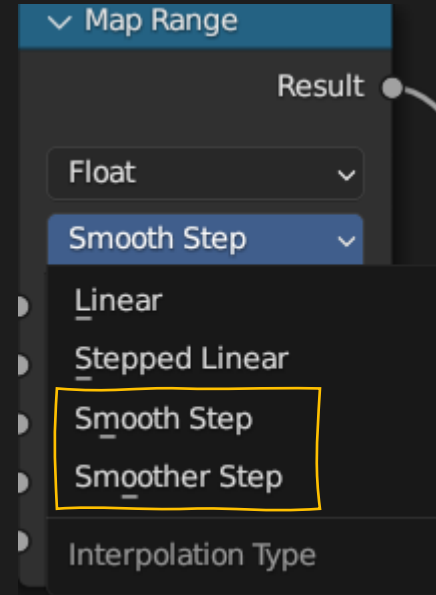 Map Range
Result
Float
Smooth Step
Linear
Stepped Linear
Smooth Step
Smoother Step
Interpolation Type